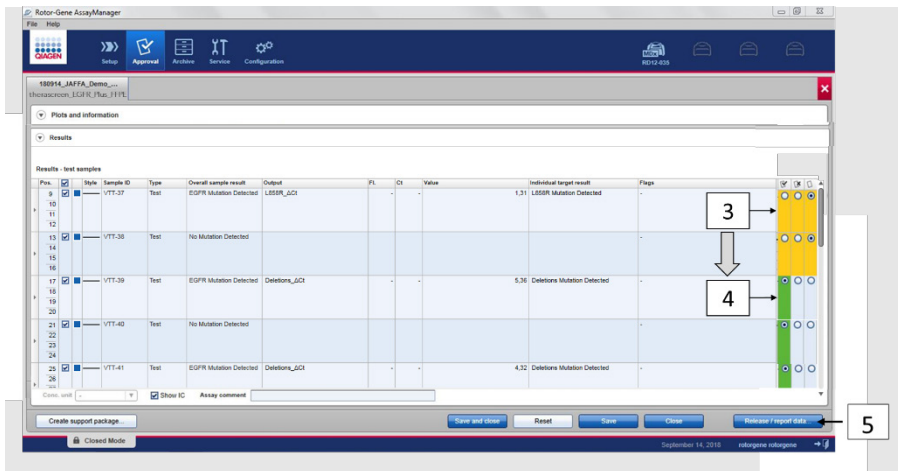 Rotor-Gene AssayManager
File Help
QIAGEN
Setup Approval Archive Service Configuration
RD12-835
180914_JAFFA_Demo_...
therascreen_EGFR_Plus_FFPE
Plots and information
Results
Results - test samples
Pos. Style Sample ID Type Overall sample result Output Fl. Ct Value Individual target result Flags
9 VTT-37 Test EGFR Mutation Detected L858R_ΔCt - - 1,31 L858R Mutation Detected -
10
11
12
3
13 VTT-38 Test No Mutation Detected -
14
15
16
17 VTT-39 Test EGFR Mutation Detected Deletions_ΔCt - - 5,36 Deletions Mutation Detected -
18
19
20
4
21 VTT-40 Test No Mutation Detected -
22
23
24
25 VTT-41 Test EGFR Mutation Detected Deletions_ΔCt - - 4,32 Deletions Mutation Detected -
26
Conc. unit - Show IC Assay comment
Create support package... Save and close Reset Save Close Release / report data...
5
Closed Mode September 14, 2018 rotorgene rotorgene